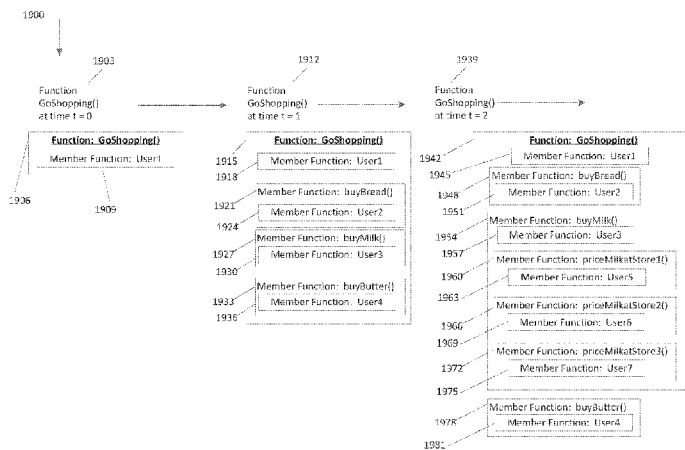 1900
1903
1912
1939
Function
GoShopping()
at time t = 0
Function
GoShopping()
at time t = 1
Function
GoShopping()
at time t = 2
Function: GoShopping()
Member Function: User1
1906
1909
Function: GoShopping()
1915
Member Function: User1
1918
1921
Member Function: buyBread()
1924
Member Function: User2
1927
Member Function: buyMilk()
1930
Member Function: User3
1933
Member Function: buyButter()
1936
Member Function: User4
Function: GoShopping()
1942
Member Function: User1
1945
Member Function: buyBread()
1948
Member Function: User2
1951
Member Function: buyMilk()
1954
Member Function: User3
1957
Member Function: priceMilkatStore1()
1960
Member Function: User5
1963
Member Function: priceMilkatStore2()
1966
Member Function: User6
1969
Member Function: priceMilkatStore3()
1972
Member Function: User7
1975
Member Function: buyButter()
1978
Member Function: User4
1981